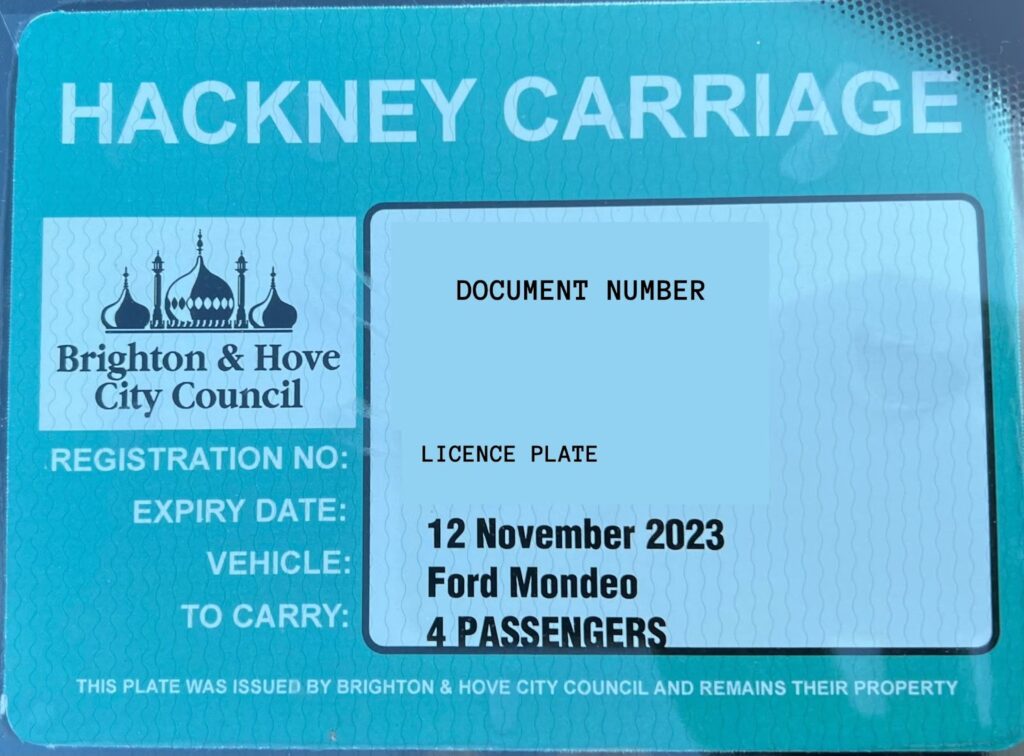 HACKNEY CARRIAGE
DOCUMENT NUMBER
Brighton & Hove
City Council
REGISTRATION NO: LICENCE PLATE
EXPIRY DATE: 12 November 2023
VEHICLE: Ford Mondeo
TO CARRY: 4 PASSENGERS
THIS PLATE WAS ISSUED BY BRIGHTON & HOVE CITY COUNCIL AND REMAINS THEIR PROPERTY